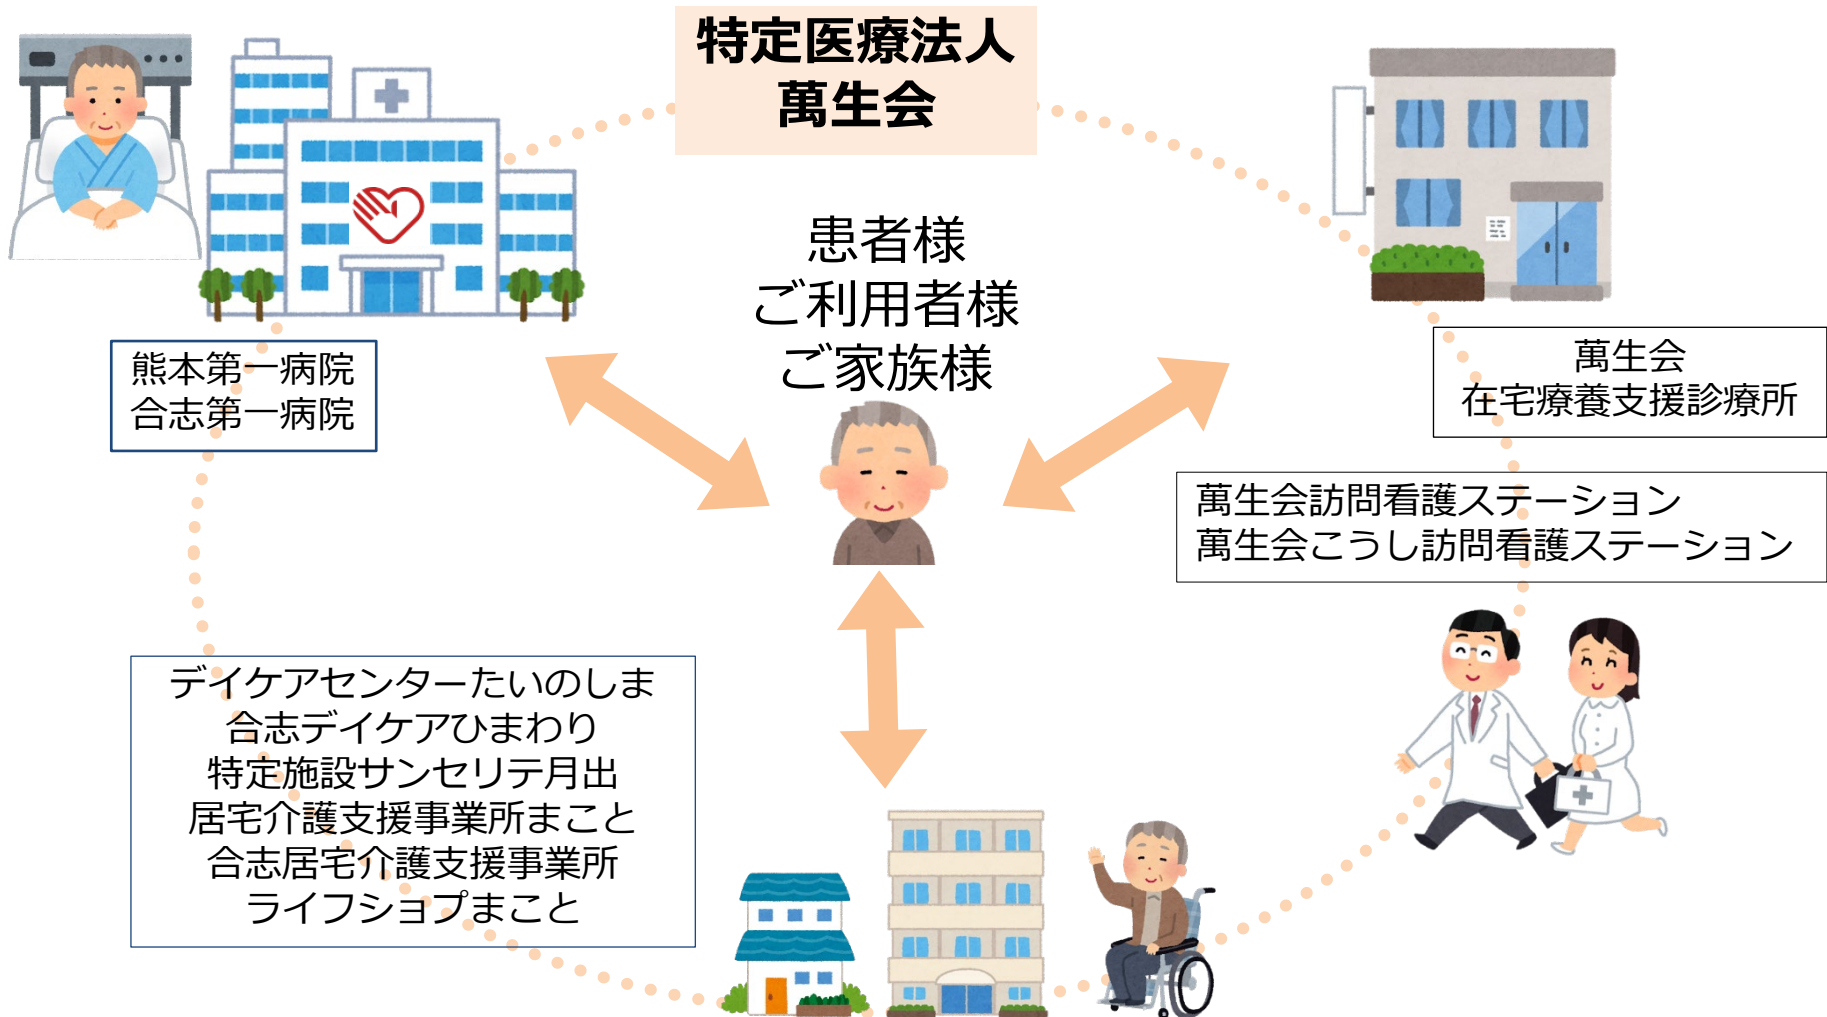 特定医療法人
萬生会
患者様
ご利用者様
ご家族様
熊本第一病院
合志第一病院
萬生会
在宅療養支援診療所
萬生会訪問看護ステーション
萬生会こうし訪問看護ステーション
デイケアセンターたいのしま
合志デイケアひまわり
特定施設サンセリテ月出
居宅介護支援事業所まこと
合志居宅介護支援事業所
ライフショプまこと